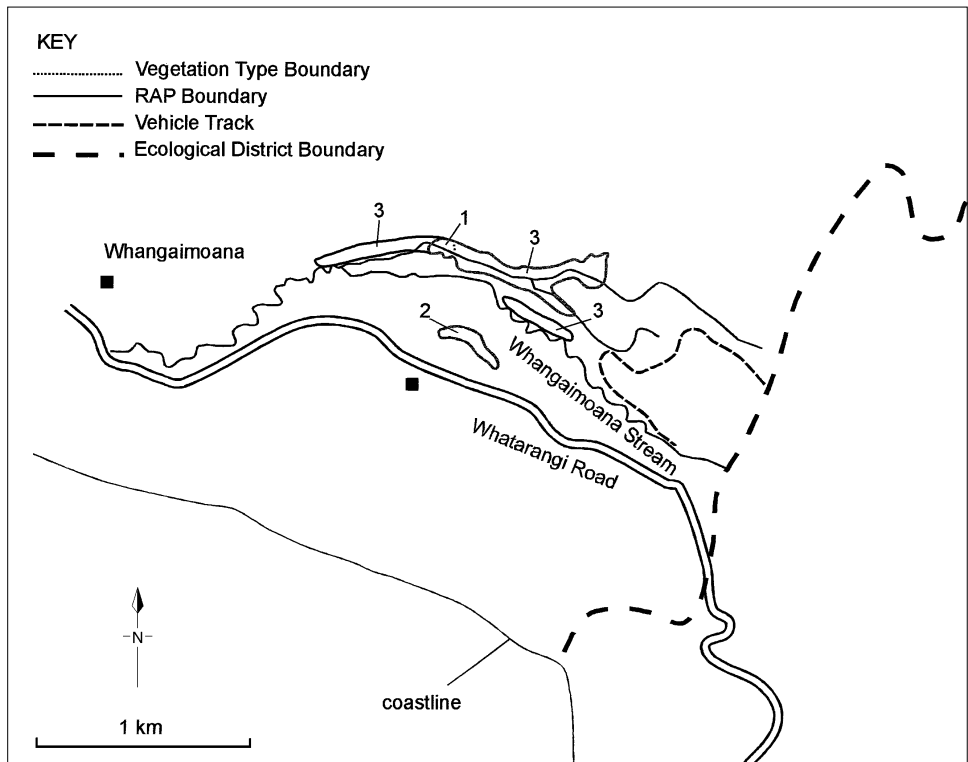 KEY
Vegetation Type Boundary
RAP Boundary
Vehicle Track
Ecological District Boundary
3
1
3
Whangaimoana
2
3
Whangaimoana Stream
Whatarangi Road
N
coastline
1 km